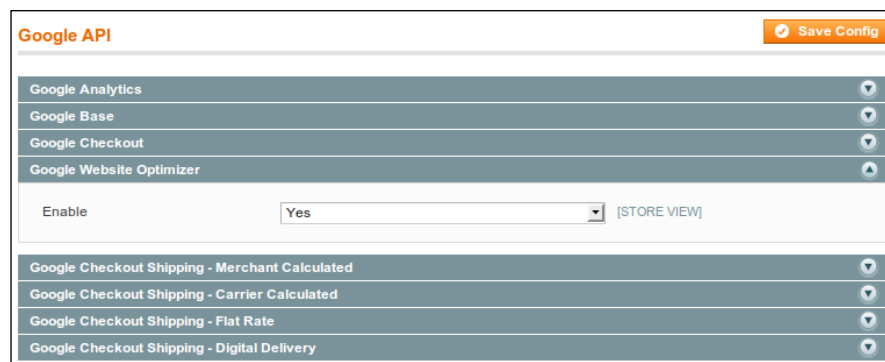 Google API
Save Config
Google Analytics
Google Base
Google Checkout
Google Website Optimizer
Enable Yes [STORE VIEW]
Google Checkout Shipping - Merchant Calculated
Google Checkout Shipping - Carrier Calculated
Google Checkout Shipping - Flat Rate
Google Checkout Shipping - Digital Delivery